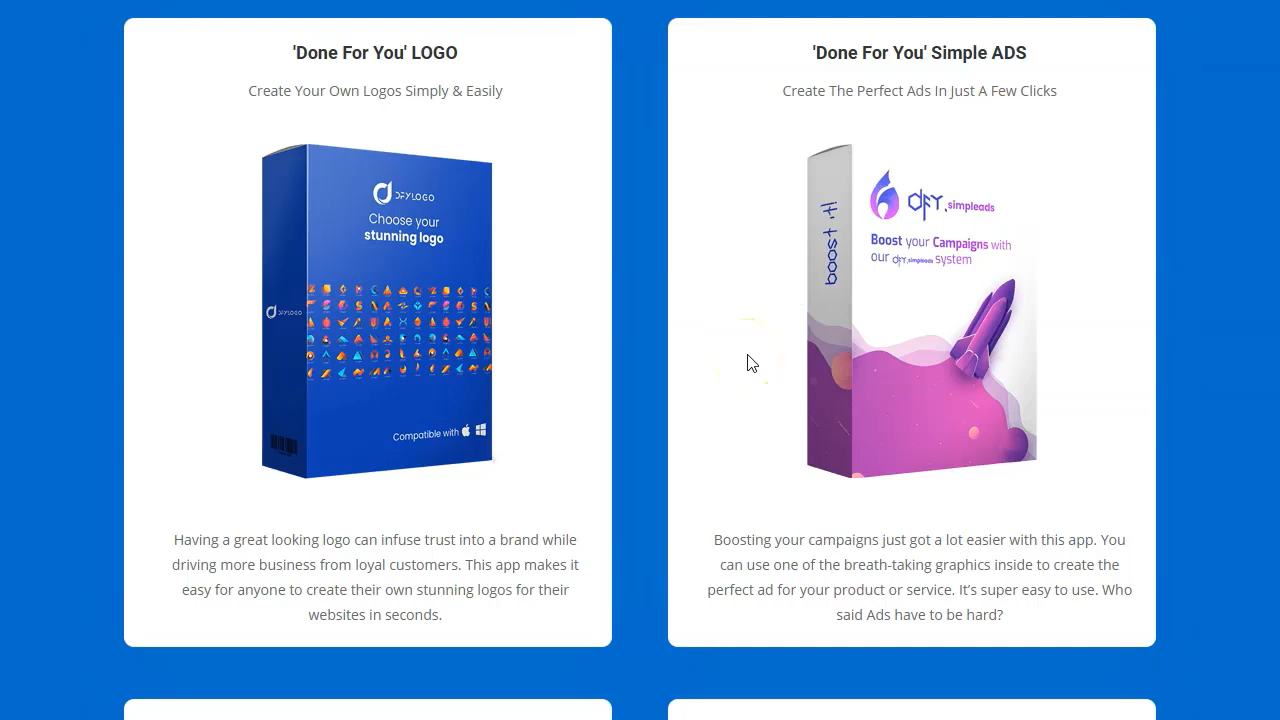 'Done For You' LOGO
Create Your Own Logos Simply & Easily
DFYLOGO
Choose your
stunning logo
DFYLOGO
Compatible with
Having a great looking logo can infuse trust into a brand while
driving more business from loyal customers. This app makes it
easy for anyone to create their own stunning logos for their
websites in seconds.
'Done For You' Simple ADS
Create The Perfect Ads In Just A Few Clicks
boost it!
DFY.simpleads
Boost your Campaigns with
our DFY.simpleads system
Boosting your campaigns just got a lot easier with this app. You
can use one of the breath-taking graphics inside to create the
perfect ad for your product or service. It’s super easy to use. Who
said Ads have to be hard?